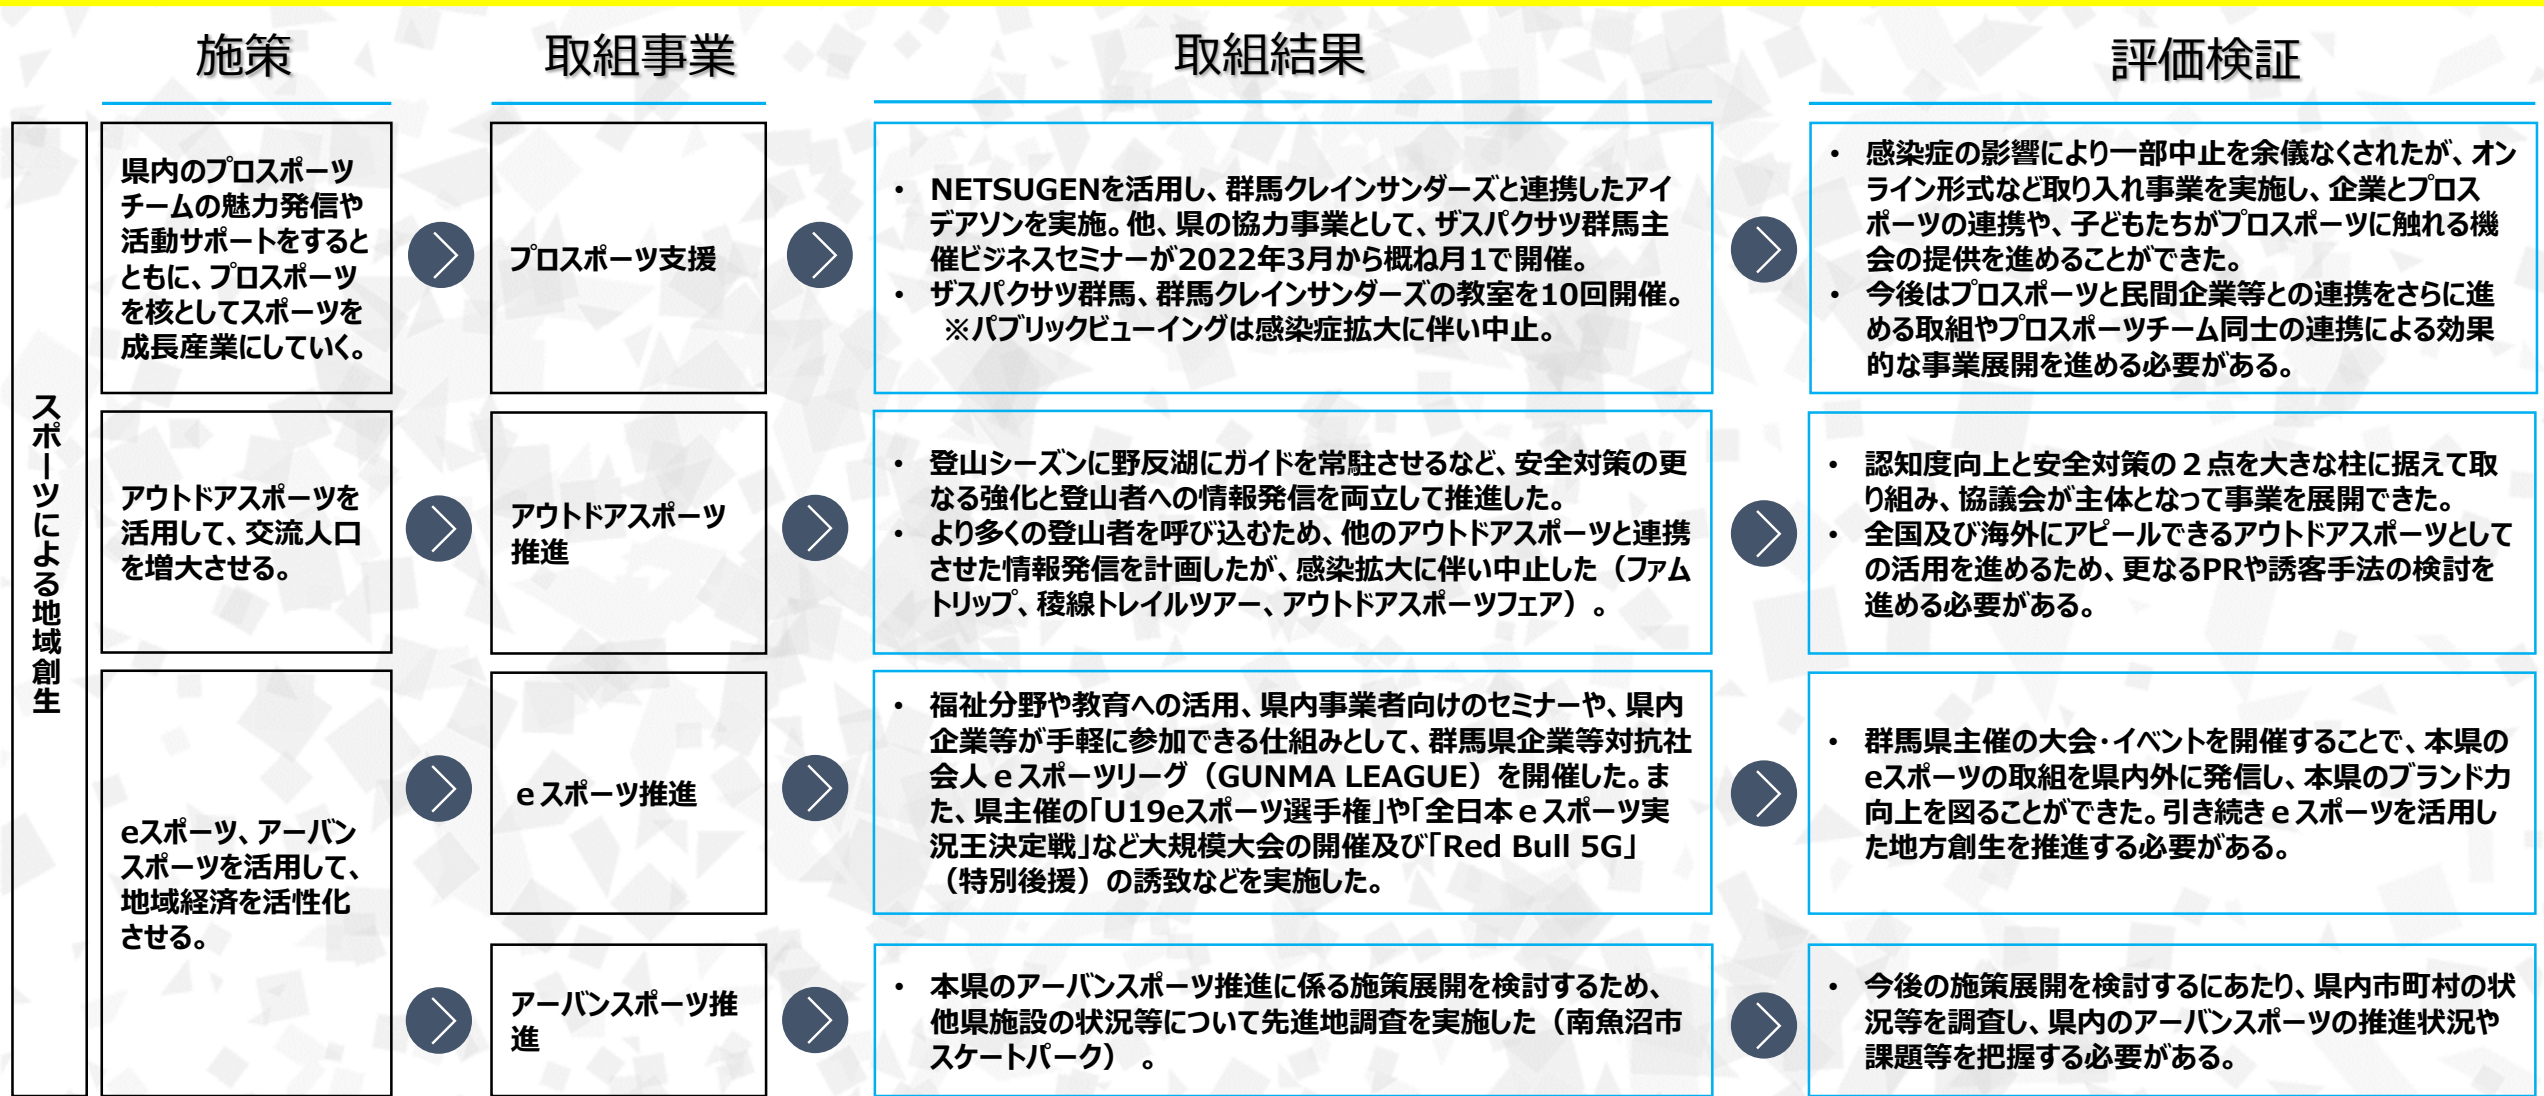 施策
取組事業
取組結果
評価検証
スポーツによる地域創生
県内のプロスポーツ
チームの魅力発信や
活動サポートをすると
ともに、プロスポーツ
を核としてスポーツを
成長産業にしていく。
プロスポーツ支援
• NETSUGENを活用し、群馬クレインサンダーズと連携したアイ
デアソンを実施。他、県の協力事業として、ザスパクサツ群馬主
催ビジネスセミナーが2022年3月から概ね月1で開催。
• ザスパクサツ群馬、群馬クレインサンダーズの教室を10回開催。
※パブリックビューイングは感染症拡大に伴い中止。
• 感染症の影響により一部中止を余儀なくされたが、オン
ライン形式など取り入れ事業を実施し、企業とプロス
ポーツの連携や、子どもたちがプロスポーツに触れる機
会の提供を進めることができた。
• 今後はプロスポーツと民間企業等との連携をさらに進
める取組やプロスポーツチーム同士の連携による効果
的な事業展開を進める必要がある。
アウトドアスポーツを
活用して、交流人口
を増大させる。
アウトドアスポーツ
推進
• 登山シーズンに野反湖にガイドを常駐させるなど、安全対策の更
なる強化と登山者への情報発信を両立して推進した。
• より多くの登山者を呼び込むため、他のアウトドアスポーツと連携
させた情報発信を計画したが、感染拡大に伴い中止した（ファム
トリップ、稜線トレイルツアー、アウトドアスポーツフェア）。
• 認知度向上と安全対策の２点を大きな柱に据えて取
り組み、協議会が主体となって事業を展開できた。
• 全国及び海外にアピールできるアウトドアスポーツとして
の活用を進めるため、更なるPRや誘客手法の検討を
進める必要がある。
eスポーツ、アーバン
スポーツを活用して、
地域経済を活性化
させる。
ｅスポーツ推進
• 福祉分野や教育への活用、県内事業者向けのセミナーや、県内
企業等が手軽に参加できる仕組みとして、群馬県企業等対抗社
会人ｅスポーツリーグ（GUNMA LEAGUE）を開催した。ま
た、県主催の「U19eスポーツ選手権」や「全日本ｅスポーツ実
況王決定戦」など大規模大会の開催及び「Red Bull 5G」
（特別後援）の誘致などを実施した。
• 群馬県主催の大会・イベントを開催することで、本県の
eスポーツの取組を県内外に発信し、本県のブランド力
向上を図ることができた。引き続きｅスポーツを活用し
た地方創生を推進する必要がある。
アーバンスポーツ推
進
• 本県のアーバンスポーツ推進に係る施策展開を検討するため、
他県施設の状況等について先進地調査を実施した（南魚沼市
スケートパーク） 。
• 今後の施策展開を検討するにあたり、県内市町村の状
況等を調査し、県内のアーバンスポーツの推進状況や
課題等を把握する必要がある。